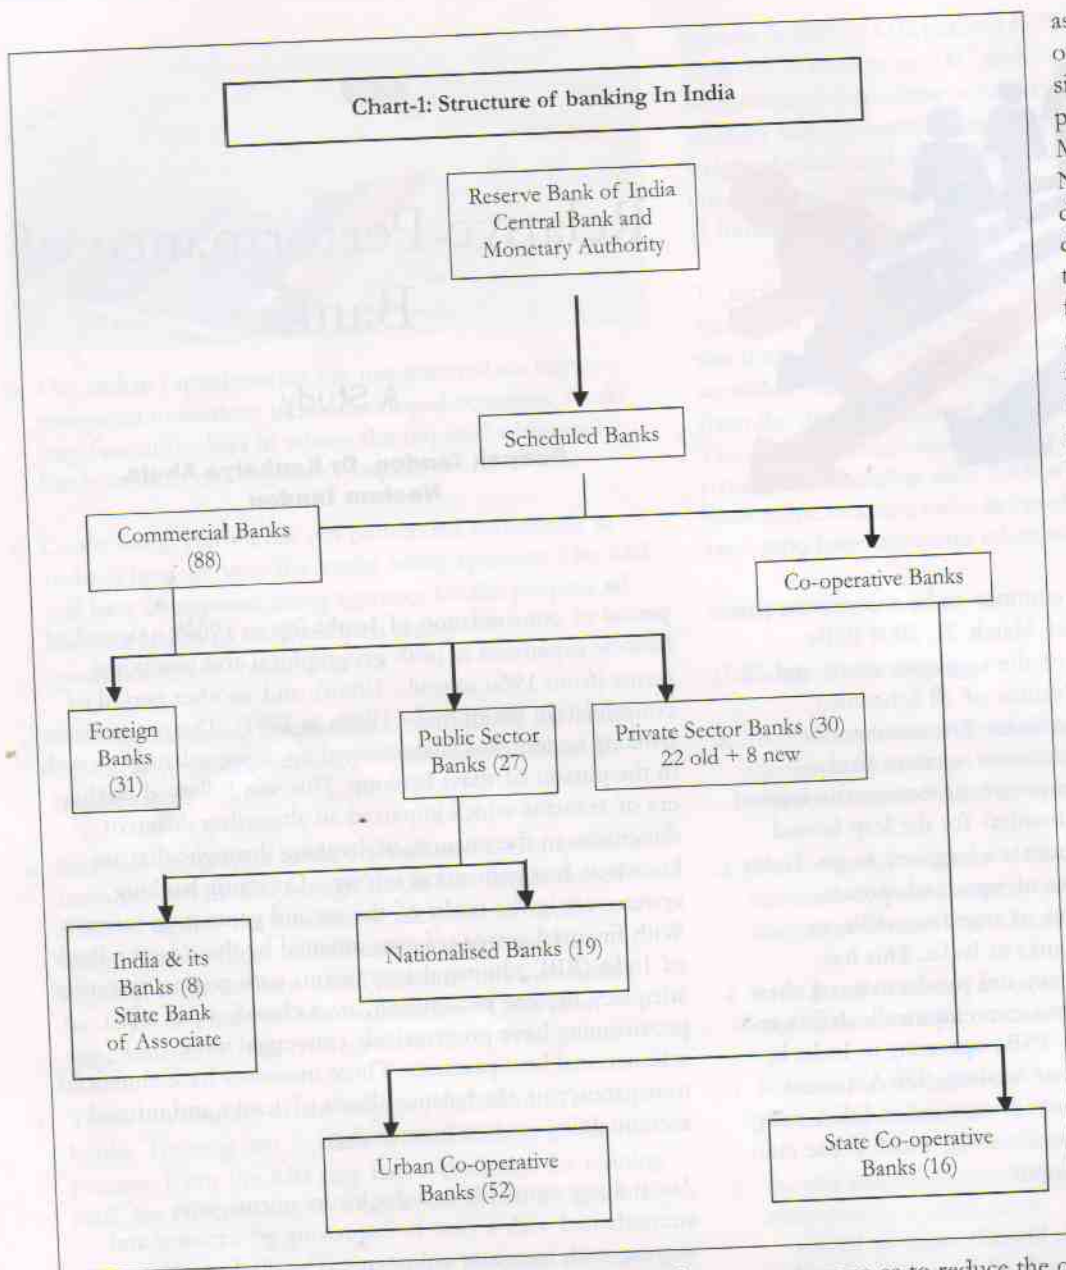 Chart-1: Structure of banking In India
Reserve Bank of India
Central Bank and
Monetary Authority
Scheduled Banks
Commercial Banks
(88)
Co-operative Banks
Foreign
Banks
(31)
Public Sector
Banks (27)
Private Sector Banks (30)
22 old + 8 new
India & its
Banks (8)
State Bank
of Associate
Nationalised Banks (19)
Urban Co-operative
Banks (52)
State Co-operative
Banks (16)
to reduce the